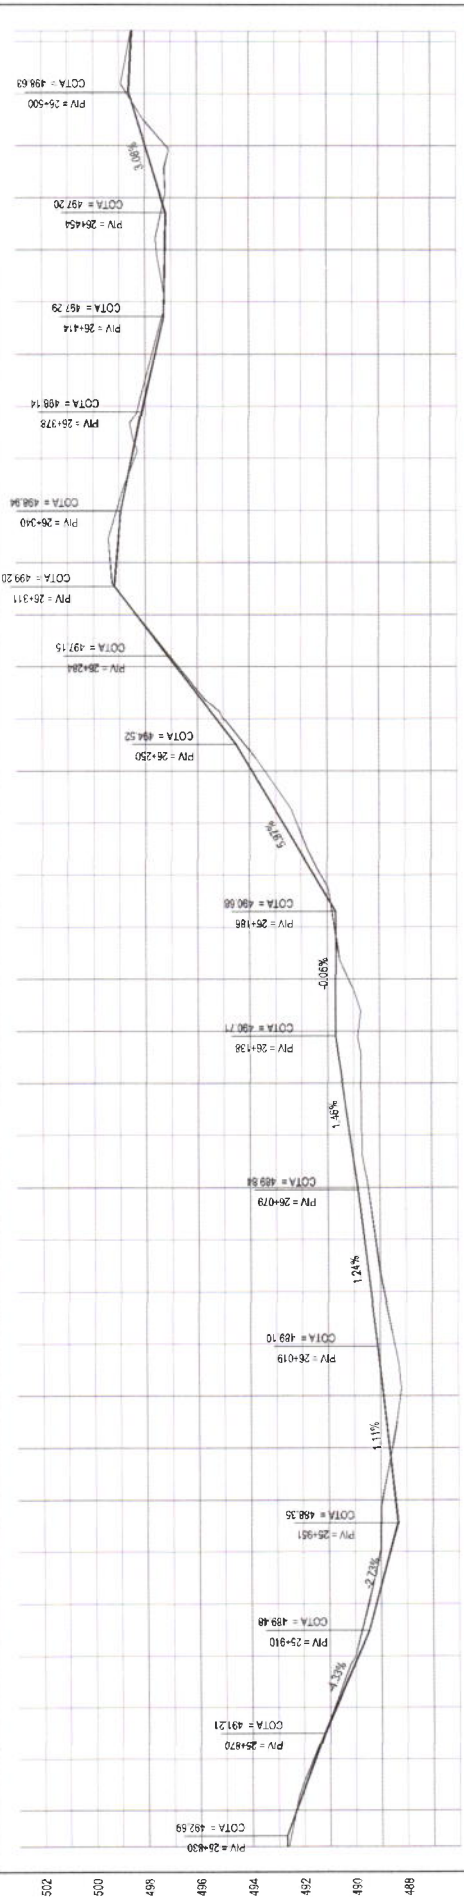 502
500
498
496
494
492
490
488
PIV = 25+830
COTA = 492.69
PIV = 25+870
COTA = 491.21
-4.33%
PIV = 25+910
COTA = 489.48
-2.73%
PIV = 25+951
COTA = 488.35
1.11%
PIV = 26+019
COTA = 489.10
1.24%
PIV = 26+079
COTA = 489.84
1.46%
PIV = 26+138
COTA = 490.71
-0.06%
PIV = 26+186
COTA = 490.68
5.97%
PIV = 26+250
COTA = 494.52
PIV = 26+284
COTA = 497.15
PIV = 26+311
COTA = 499.20
PIV = 26+340
COTA = 498.94
PIV = 26+378
COTA = 498.14
PIV = 26+414
COTA = 497.29
PIV = 26+454
COTA = 497.20
3.08%
PIV = 26+500
COTA = 498.63